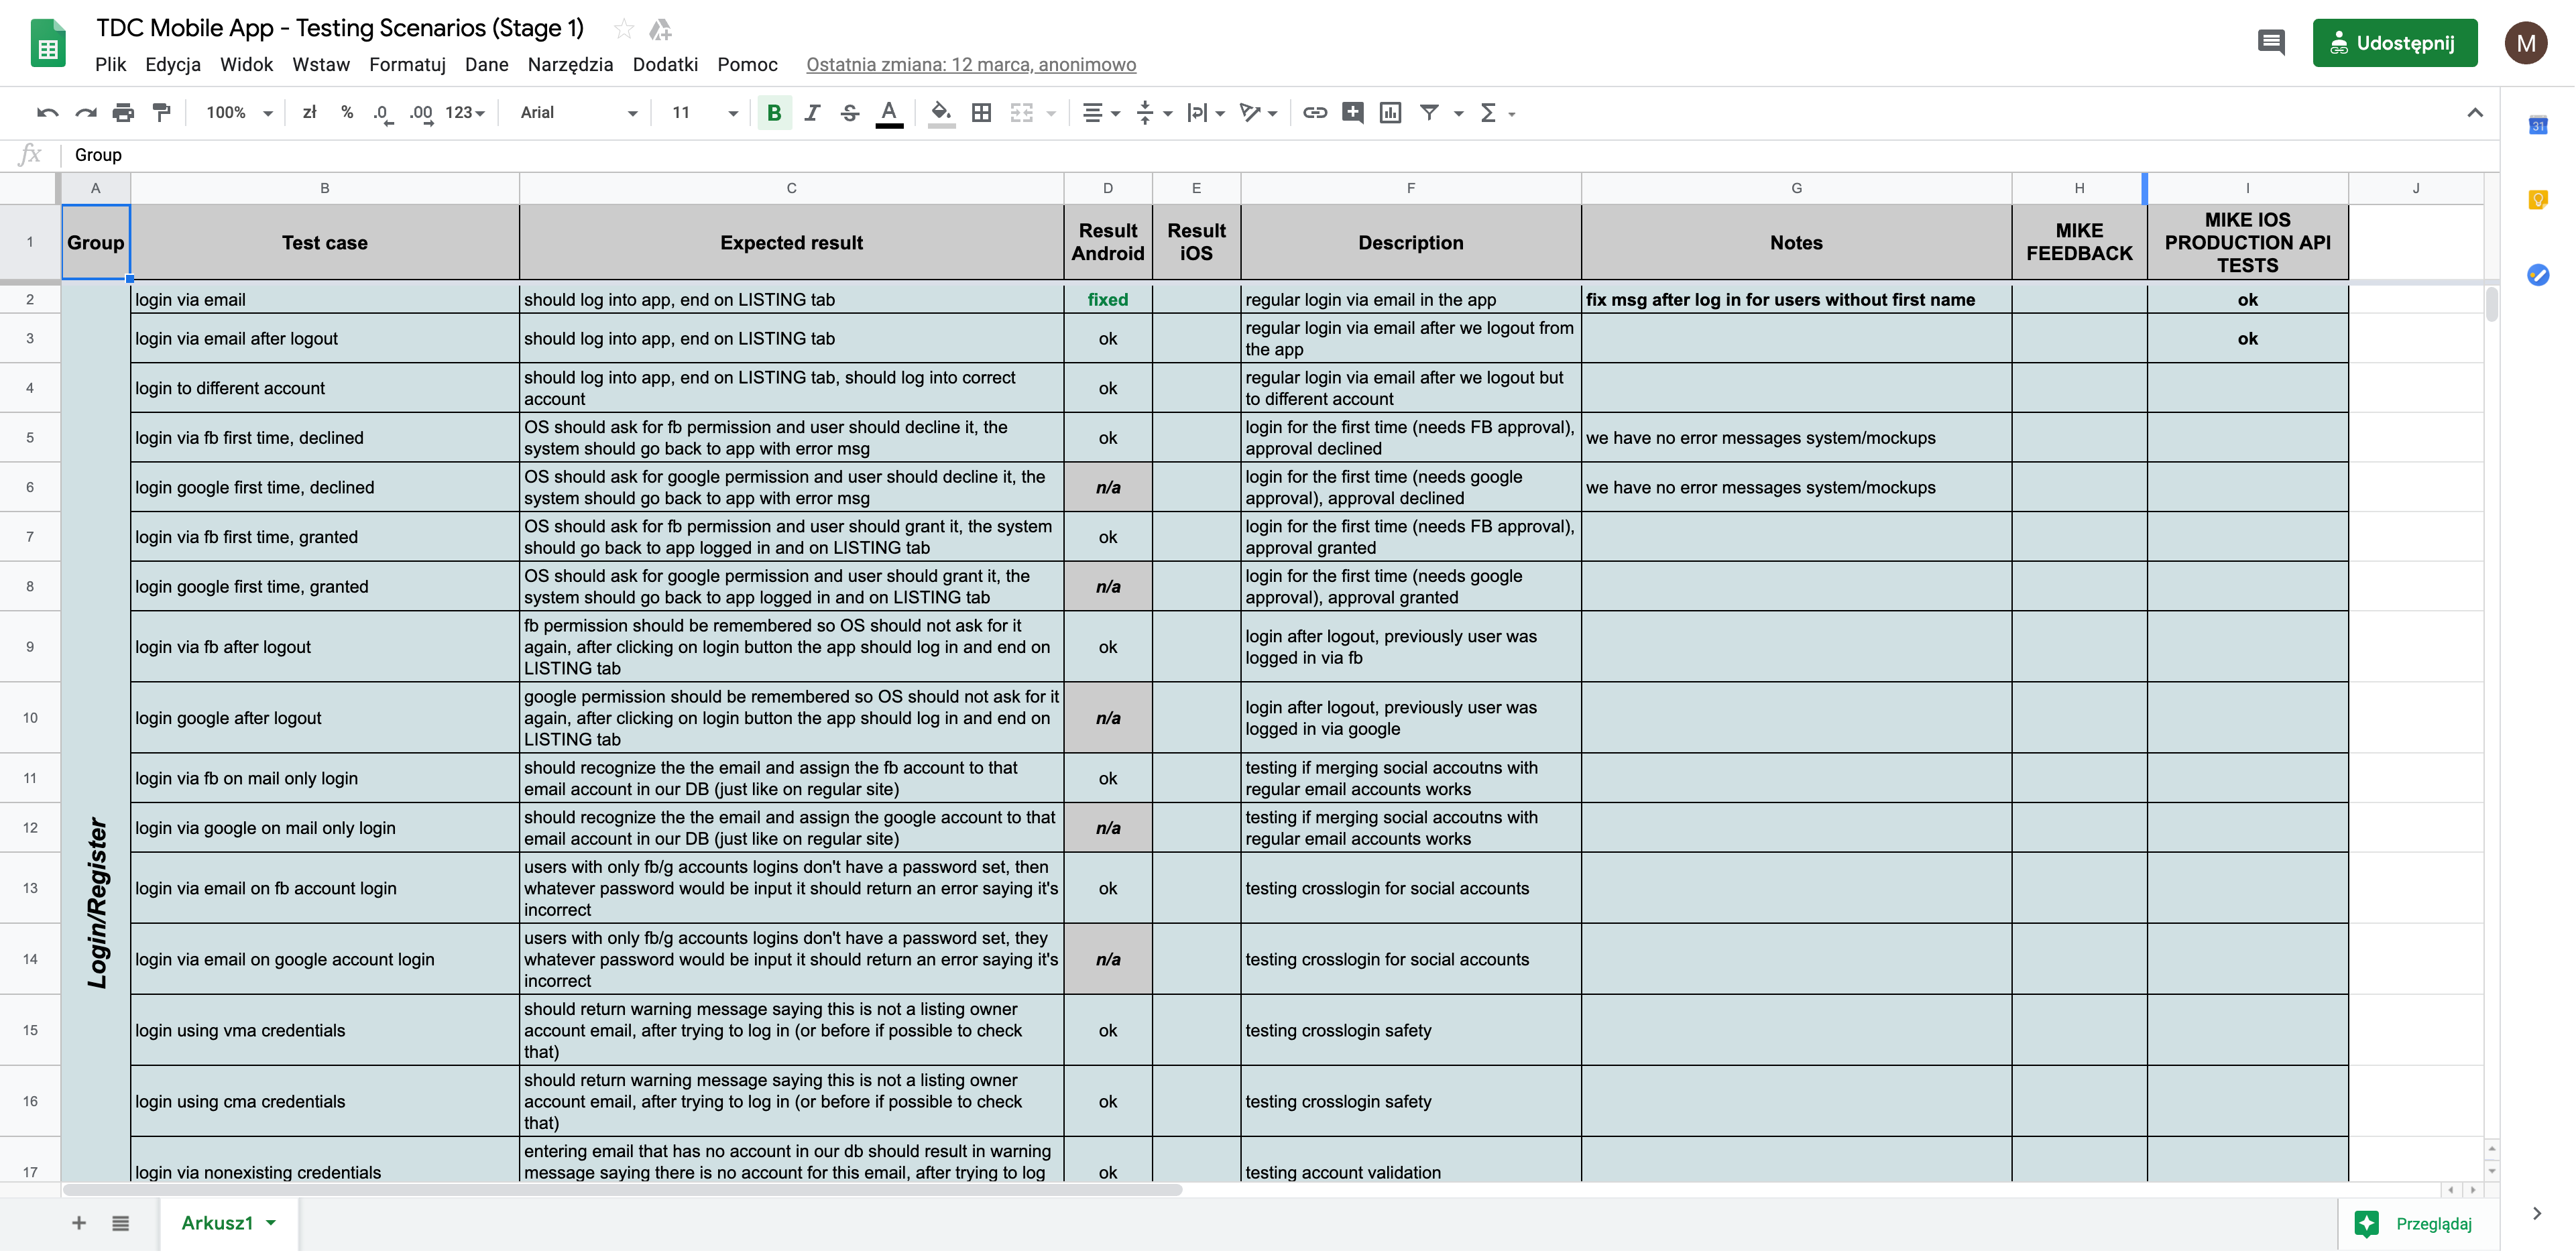 TDC Mobile App - Testing Scenarios (Stage 1)
Plik Edycja Widok Wstaw Formatuj Dane Narzędzia Dodatki Pomoc Ostatnia zmiana: 12 marca, anonimowo
Udostępnij
M
100% zł % .0 .00 123 Arial 11 B I S A Σ
31
fx Group
A B C D E F G H I J
1
Group
Test case
Expected result
Result
Android
Result
iOS
Description
Notes
MIKE
FEEDBACK
MIKE IOS
PRODUCTION API
TESTS
Login/Register
2
login via email
should log into app, end on LISTING tab
fixed
regular login via email in the app
fix msg after log in for users without first name
ok
3
login via email after logout
should log into app, end on LISTING tab
ok
regular login via email after we logout from
the app
ok
4
login to different account
should log into app, end on LISTING tab, should log into correct
account
ok
regular login via email after we logout but
to different account
5
login via fb first time, declined
OS should ask for fb permission and user should decline it, the
system should go back to app with error msg
ok
login for the first time (needs FB approval),
approval declined
we have no error messages system/mockups
6
login google first time, declined
OS should ask for google permission and user should decline it, the
system should go back to app with error msg
n/a
login for the first time (needs google
approval), approval declined
we have no error messages system/mockups
7
login via fb first time, granted
OS should ask for fb permission and user should grant it, the system
should go back to app logged in and on LISTING tab
ok
login for the first time (needs FB approval),
approval granted
8
login google first time, granted
OS should ask for google permission and user should grant it, the
system should go back to app logged in and on LISTING tab
n/a
login for the first time (needs google
approval), approval granted
9
login via fb after logout
fb permission should be remembered so OS should not ask for it
again, after clicking on login button the app should log in and end on
LISTING tab
ok
login after logout, previously user was
logged in via fb
10
login google after logout
google permission should be remembered so OS should not ask for it
again, after clicking on login button the app should log in and end on
LISTING tab
n/a
login after logout, previously user was
logged in via google
11
login via fb on mail only login
should recognize the the email and assign the fb account to that
email account in our DB (just like on regular site)
ok
testing if merging social accoutns with
regular email accounts works
12
login via google on mail only login
should recognize the the email and assign the google account to that
email account in our DB (just like on regular site)
n/a
testing if merging social accoutns with
regular email accounts works
13
login via email on fb account login
users with only fb/g accounts logins don't have a password set, then
whatever password would be input it should return an error saying it's
incorrect
ok
testing crosslogin for social accounts
14
login via email on google account login
users with only fb/g accounts logins don't have a password set, they
whatever password would be input it should return an error saying it's
incorrect
n/a
testing crosslogin for social accounts
15
login using vma credentials
should return warning message saying this is not a listing owner
account email, after trying to log in (or before if possible to check
that)
ok
testing crosslogin safety
16
login using cma credentials
should return warning message saying this is not a listing owner
account email, after trying to log in (or before if possible to check
that)
ok
testing crosslogin safety
17
login via nonexisting credentials
entering email that has no account in our db should result in warning
message saying there is no account for this email, after trying to log
ok
testing account validation
Arkusz1
Przeglądaj